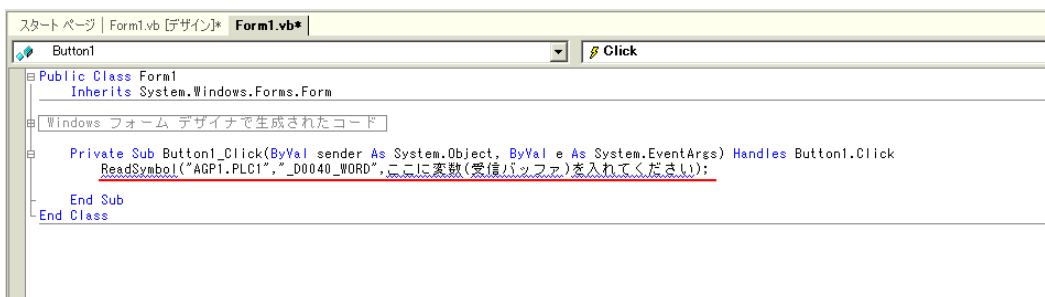 スタート ページ | Form1.vb [デザイン]* Form1.vb*
Button1 Click
Public Class Form1
Inherits System.Windows.Forms.Form
Windows フォーム デザイナで生成されたコード
Private Sub Button1_Click(ByVal sender As System.Object, ByVal e As System.EventArgs) Handles Button1.Click
ReadSymbol("AGP1.PLC1","_D0040_WORD",ここに変数(受信バッファ)を入れてください);
End Sub
End Class